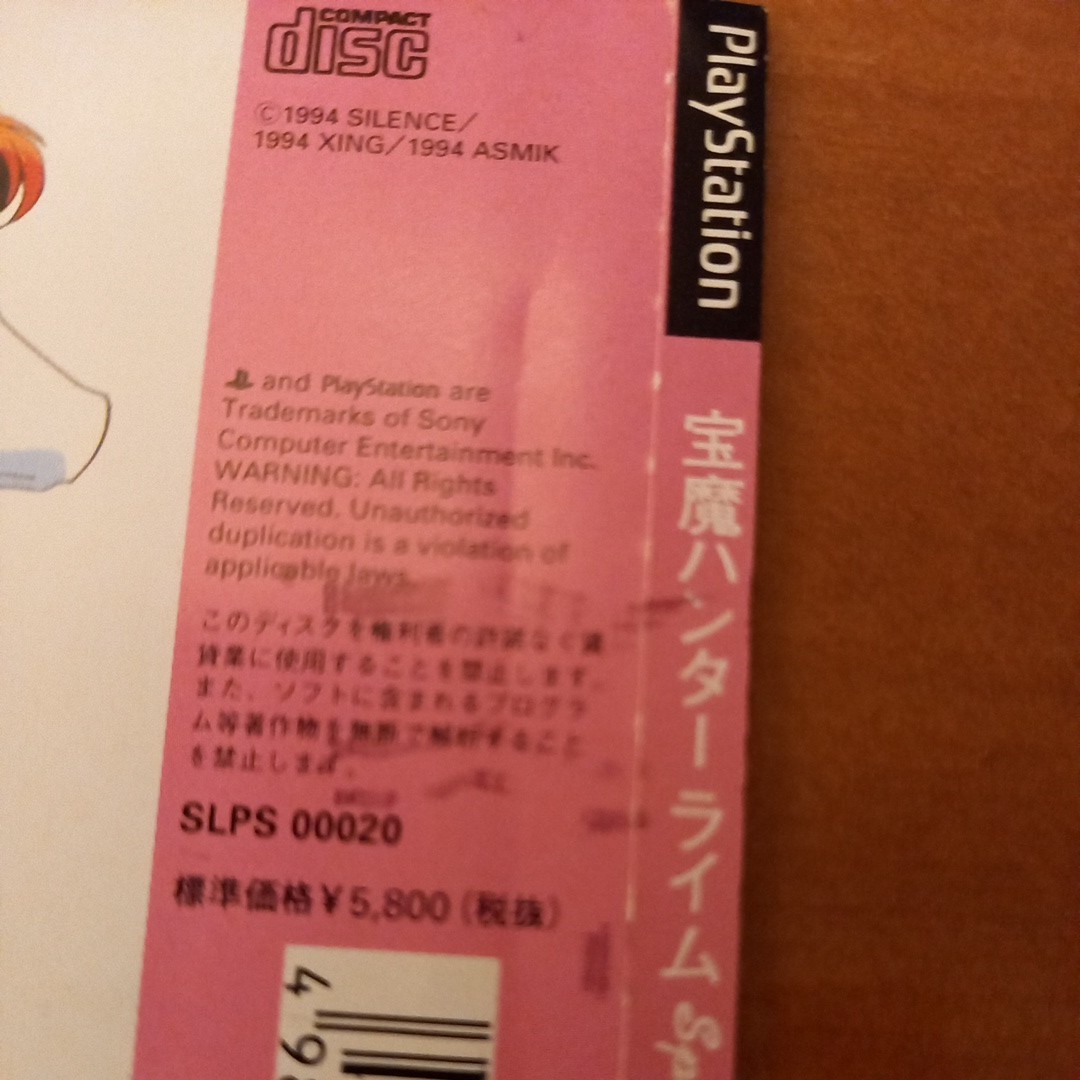 COMPACT
disc
©1994 SILENCE/
1994 XING/1994 ASMIK
and PlayStation are
Trademarks of Sony
Computer Entertainment Inc.
WARNING: All Rights
Reserved. Unauthorized
duplication is a violation of
applicable laws.
このディスクを権利者の許諾なく賃
貸業に使用することを禁止します。
また、ソフトに含まれるプログラ
ム等著作物を無断で解析すること
を禁止します。
SLPS 00020
標準価格￥5,800(税抜)
4 9
PlayStation
宝魔ハンターライム Sp